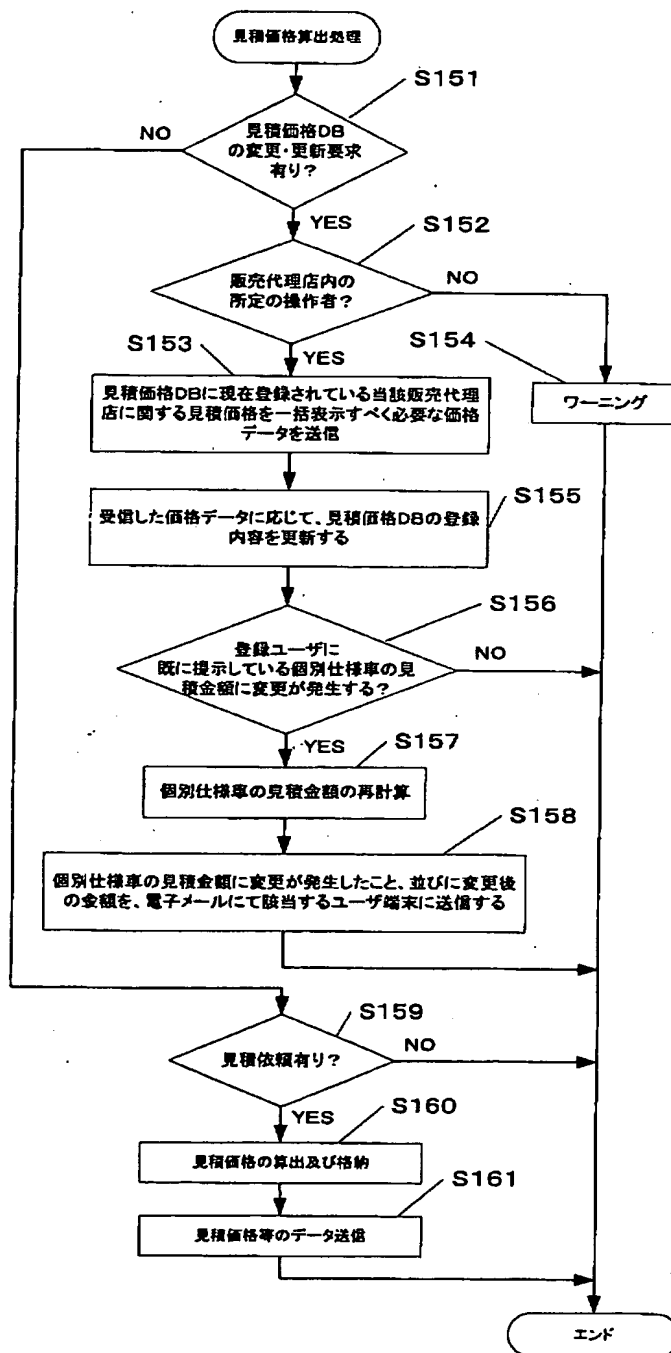 見積価格算出処理
S151
NO
見積価格DB
の変更・更新要求
有り?
YES
S152
販売代理店内の
所定の操作者?
NO
S153
YES
S154
見積価格DBに現在登録されている当該販売代理
店に関する見積価格を一括表示すべく必要な価格
データを送信
ワーニング
S155
受信した価格データに応じて、見積価格DBの登録
内容を更新する
S156
登録ユーザに
既に提示している個別仕様車の見
積金額に変更が発生する?
NO
YES
S157
個別仕様車の見積金額の再計算
S158
個別仕様車の見積金額に変更が発生したこと、並びに変更後
の金額を、電子メールにて該当するユーザ端末に送信する
S159
見積依頼有り?
NO
YES
S160
見積価格の算出及び格納
S161
見積価格等のデータ送信
エンド